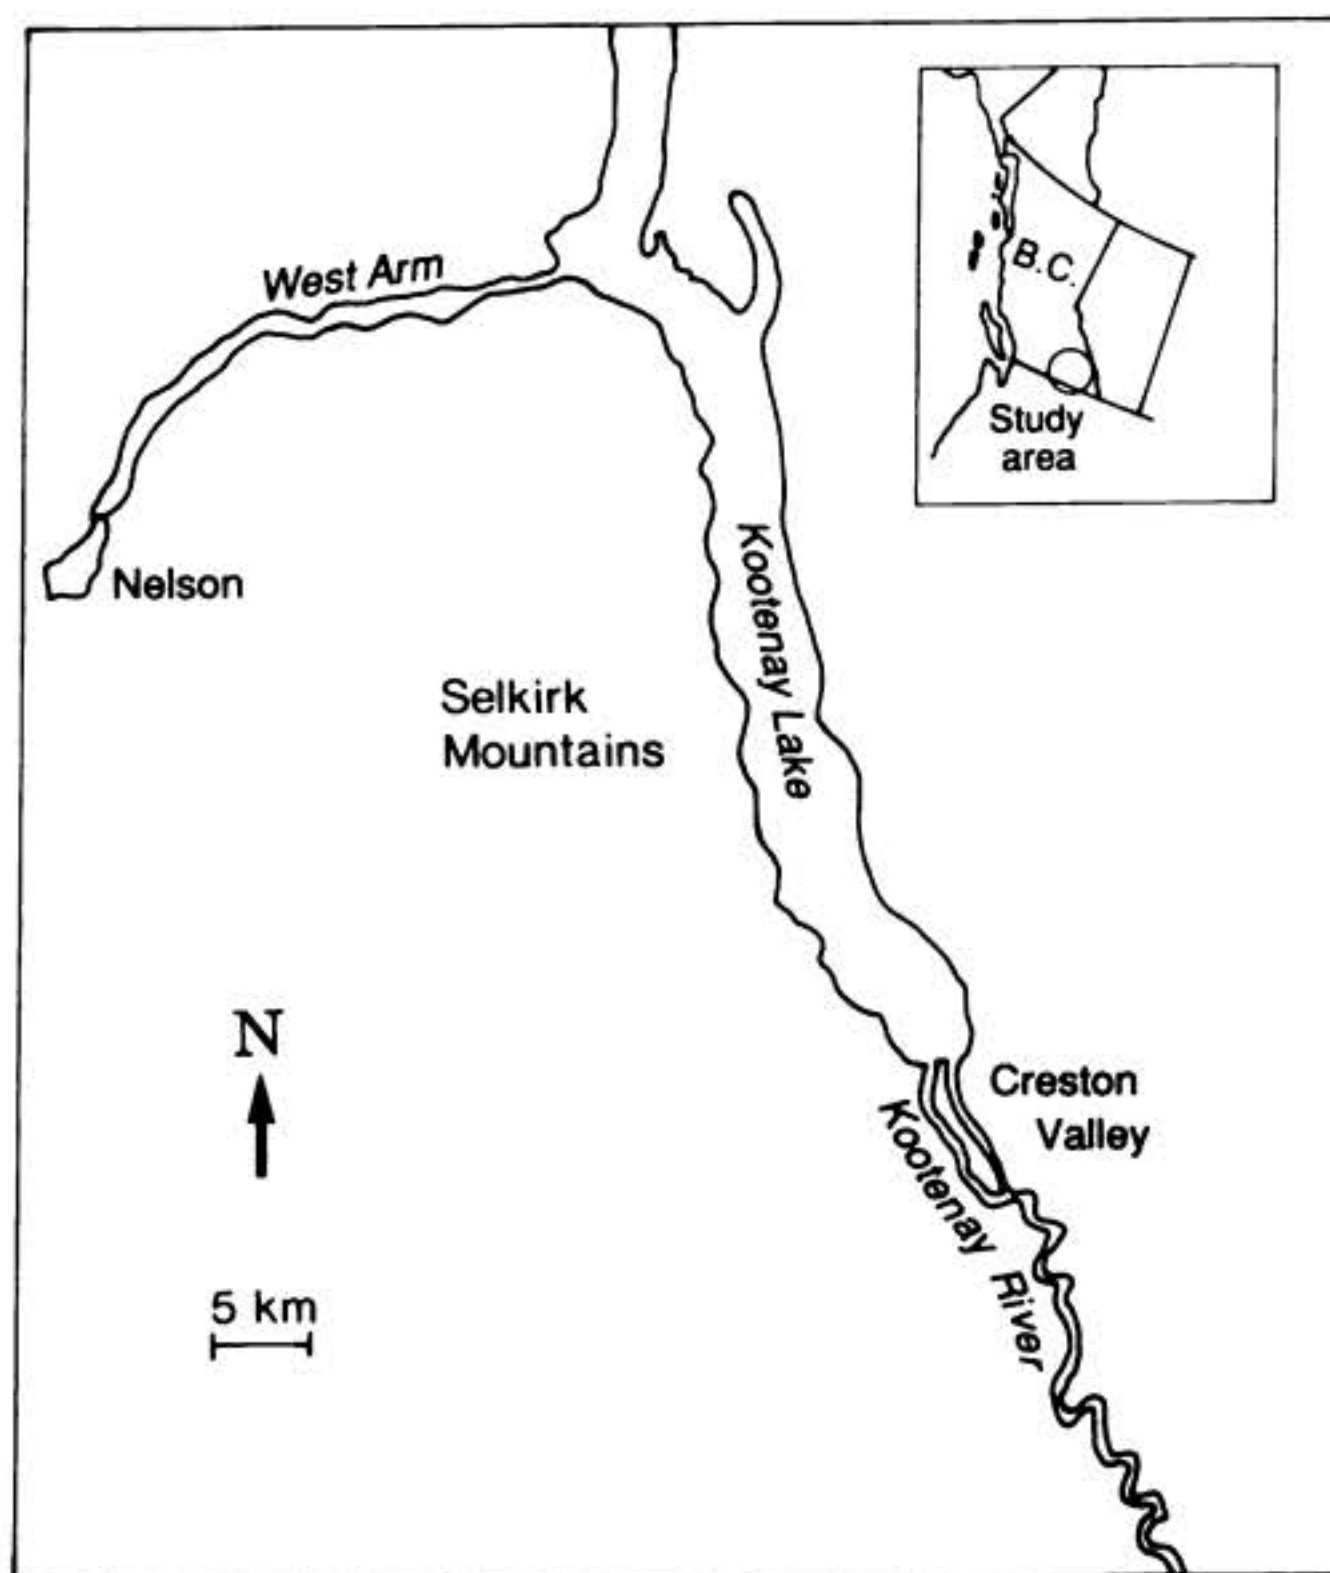 West Arm
B.C.
Study
area
Nelson
Kootenay Lake
Selkirk
Mountains
N
Creston
Valley
Kootenay River
5 km